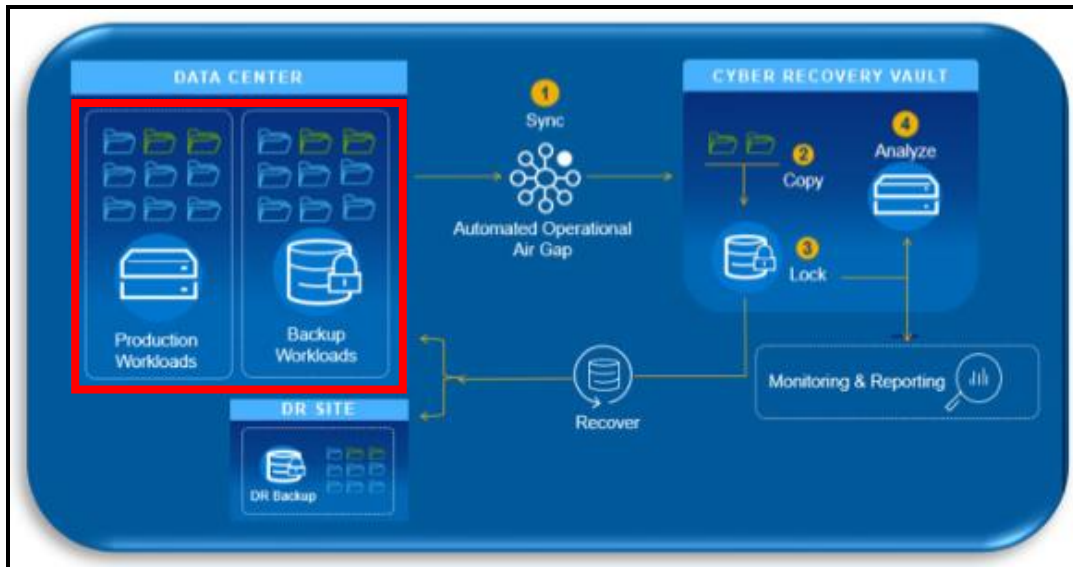 DATA CENTER
Production
Workloads
Backup
Workloads
1
Sync
Automated Operational
Air Gap
CYBER RECOVERY VAULT
2
Copy
4
Analyze
3
Lock
Monitoring & Reporting
Recover
DR SITE
DR Backup